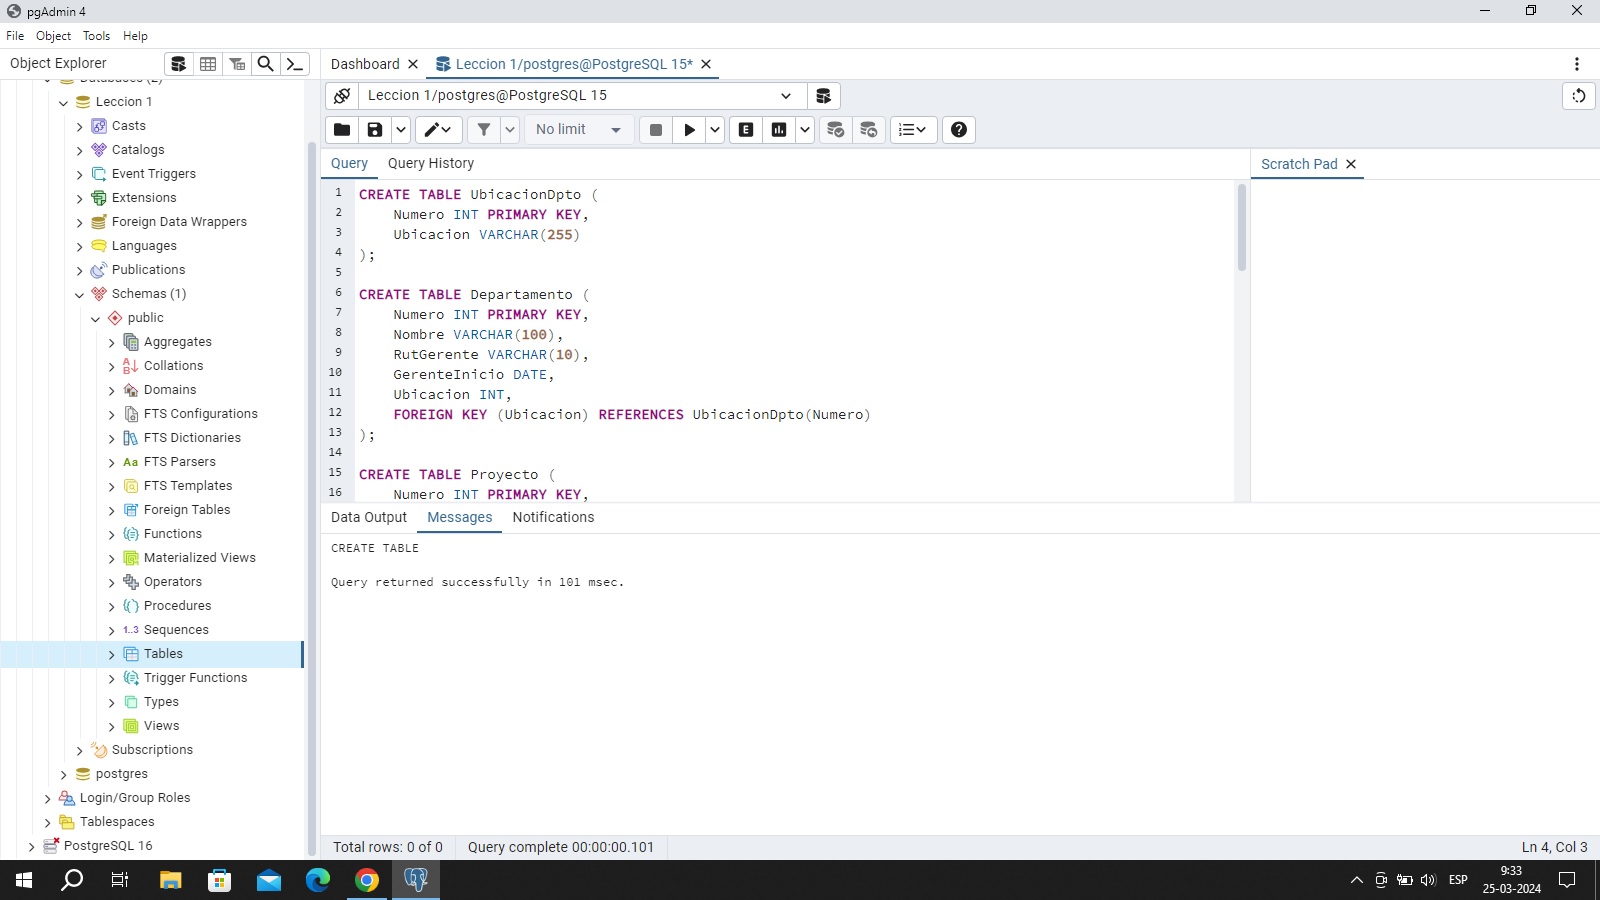 pgAdmin 4
File Object Tools Help
Object Explorer
Dashboard
Leccion 1/postgres@PostgreSQL 15*
Databases (2)
Leccion 1
Casts
Catalogs
Event Triggers
Extensions
Foreign Data Wrappers
Languages
Publications
Schemas (1)
public
Aggregates
Collations
Domains
FTS Configurations
FTS Dictionaries
Aa FTS Parsers
FTS Templates
Foreign Tables
Functions
Materialized Views
Operators
Procedures
1..3 Sequences
Tables
Trigger Functions
Types
Views
Subscriptions
postgres
Login/Group Roles
Tablespaces
PostgreSQL 16
Leccion 1/postgres@PostgreSQL 15
No limit
E
Query Query History
Scratch Pad
1 CREATE TABLE UbicacionDpto (
2 Numero INT PRIMARY KEY,
3 Ubicacion VARCHAR(255)
4 );
5
6 CREATE TABLE Departamento (
7 Numero INT PRIMARY KEY,
8 Nombre VARCHAR(100),
9 RutGerente VARCHAR(10),
10 GerenteInicio DATE,
11 Ubicacion INT,
12 FOREIGN KEY (Ubicacion) REFERENCES UbicacionDpto(Numero)
13 );
14
15 CREATE TABLE Proyecto (
16 Numero INT PRIMARY KEY,
Data Output Messages Notifications
CREATE TABLE
Query returned successfully in 101 msec.
Total rows: 0 of 0 Query complete 00:00:00.101 Ln 4, Col 3
ESP
9:33
25-03-2024